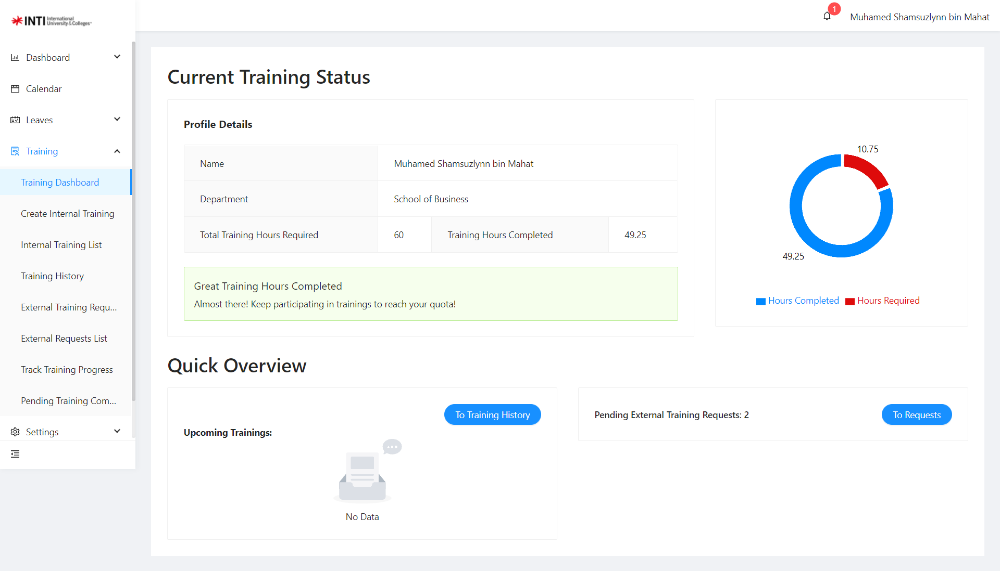 INTI International University & Colleges
1
Muhamed Shamsuzlynn bin Mahat
Dashboard
Calendar
Leaves
Training
Training Dashboard
Create Internal Training
Internal Training List
Training History
External Training Requ...
External Requests List
Track Training Progress
Pending Training Com...
Settings
Current Training Status
Profile Details
Name Muhamed Shamsuzlynn bin Mahat
Department School of Business
Total Training Hours Required 60 Training Hours Completed 49.25
Great Training Hours Completed
Almost there! Keep participating in trainings to reach your quota!
10.75
49.25
Hours Completed Hours Required
Quick Overview
To Training History
Upcoming Trainings:
No Data
Pending External Training Requests: 2
To Requests